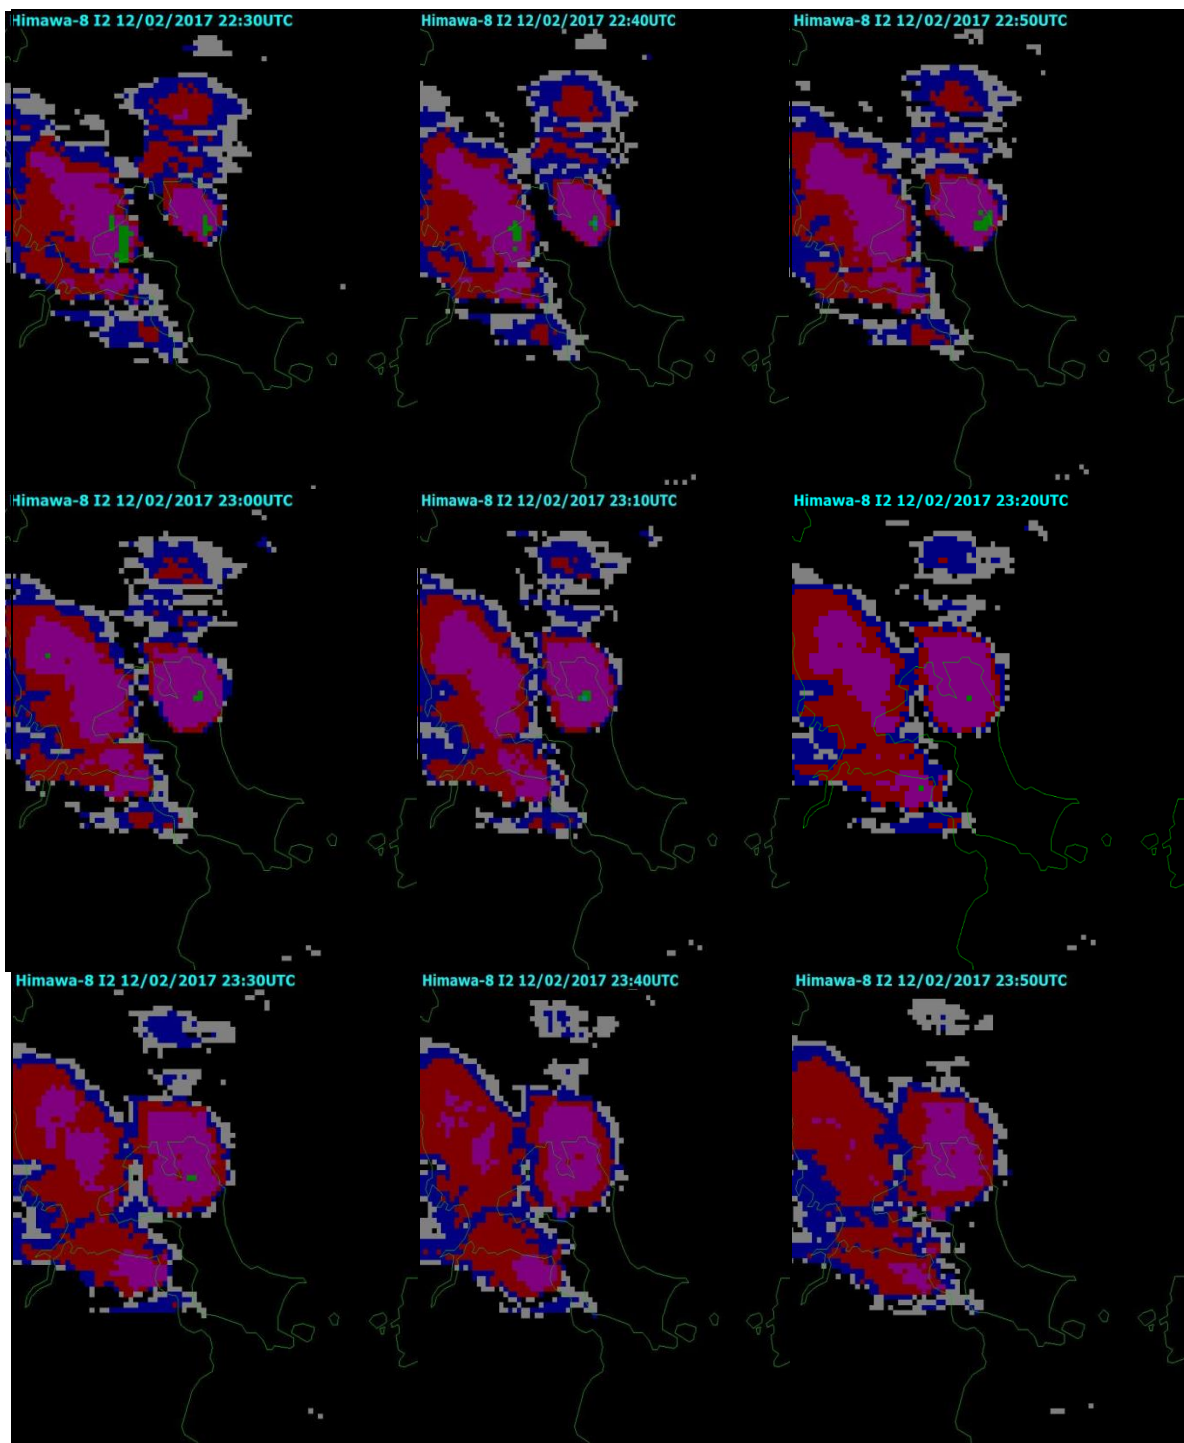 Himawa-8 I2 12/02/2017 22:30UTC
Himawa-8 I2 12/02/2017 22:40UTC
Himawa-8 I2 12/02/2017 22:50UTC
Himawa-8 I2 12/02/2017 23:00UTC
Himawa-8 I2 12/02/2017 23:10UTC
Himawa-8 I2 12/02/2017 23:20UTC
Himawa-8 I2 12/02/2017 23:30UTC
Himawa-8 I2 12/02/2017 23:40UTC
Himawa-8 I2 12/02/2017 23:50UTC